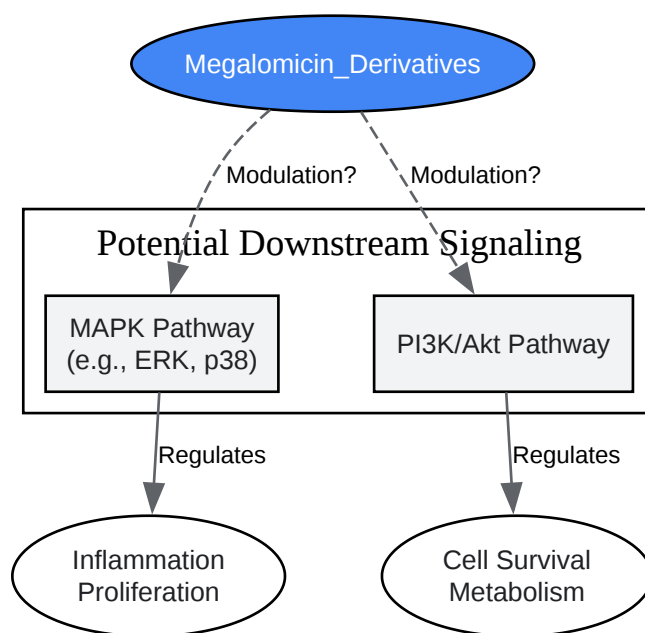 Megalomicin_Derivatives
Modulation? Modulation?
Potential Downstream Signaling
MAPK Pathway
(e.g., ERK, p38)
PI3K/Akt Pathway
Regulates Regulates
Inflammation
Proliferation
Cell Survival
Metabolism